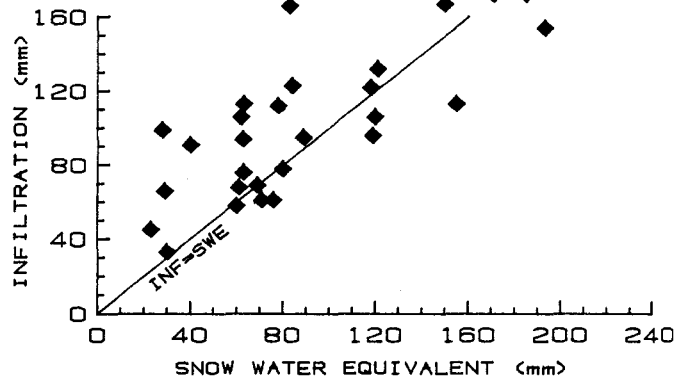 160
120
80
40
0
INFILTRATION (mm)
INF=SWE
0 40 80 120 160 200 240
SNOW WATER EQUIVALENT (mm)